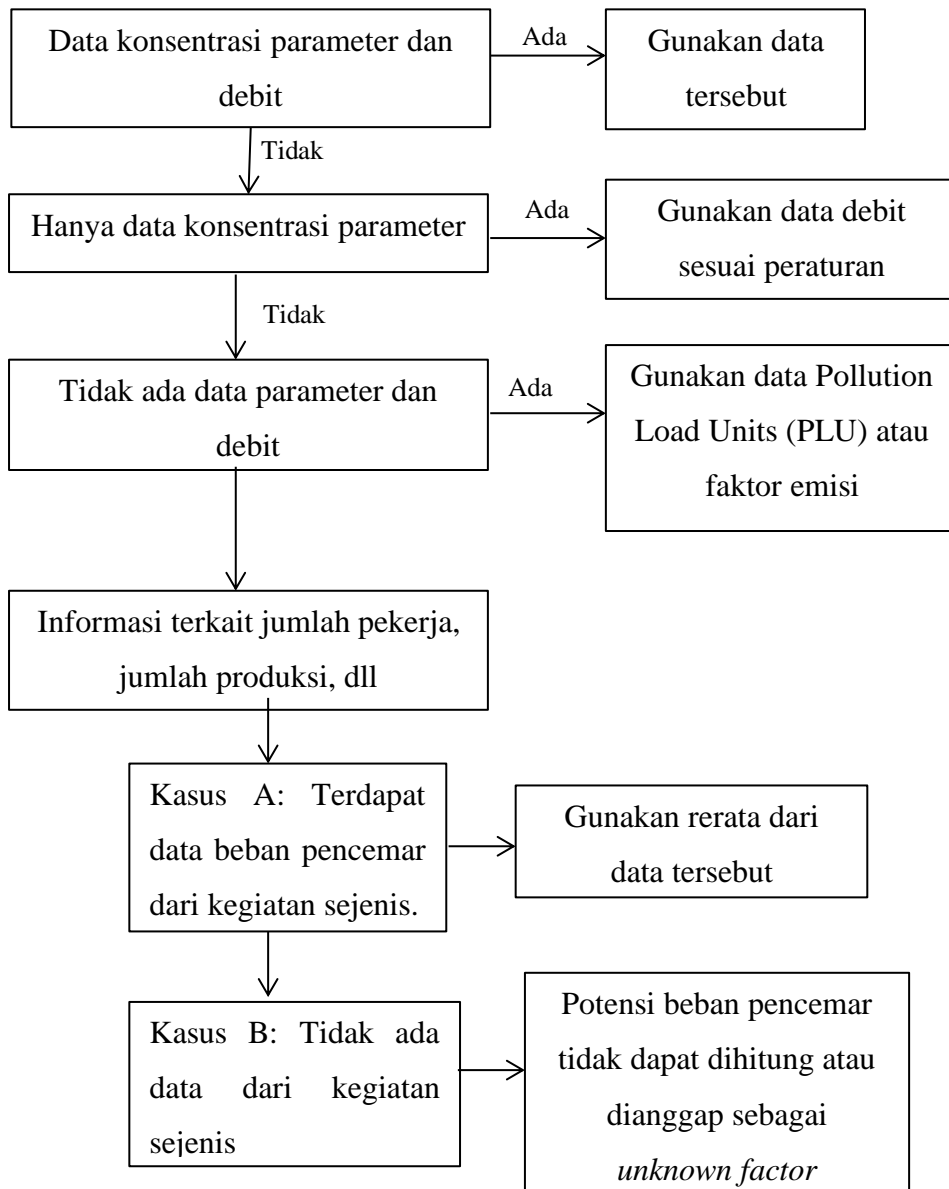 Data konsentrasi parameter dan
debit
Ada
Gunakan data
tersebut
Tidak
Hanya data konsentrasi parameter
Ada
Gunakan data debit
sesuai peraturan
Tidak
Tidak ada data parameter dan
debit
Ada
Gunakan data Pollution
Load Units (PLU) atau
faktor emisi
Informasi terkait jumlah pekerja,
jumlah produksi, dll
Kasus A: Terdapat
data beban pencemar
dari kegiatan sejenis.
Gunakan rerata dari
data tersebut
Kasus B: Tidak ada
data dari kegiatan
sejenis
Potensi beban pencemar
tidak dapat dihitung atau
dianggap sebagai
unknown factor